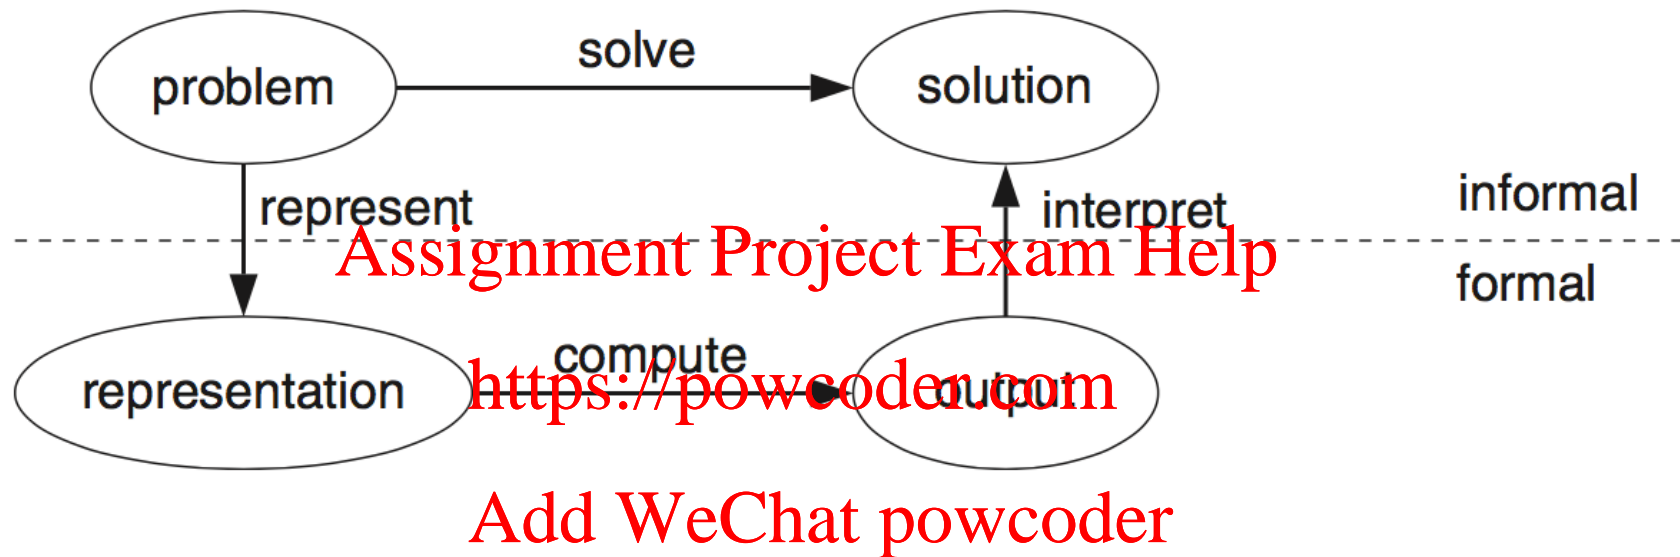 solve
problem
solution
represent
interpret
informal
Assignment Project Exam Help
formal
compute
representation
https://powcoder.com
output
Add WeChat powcoder